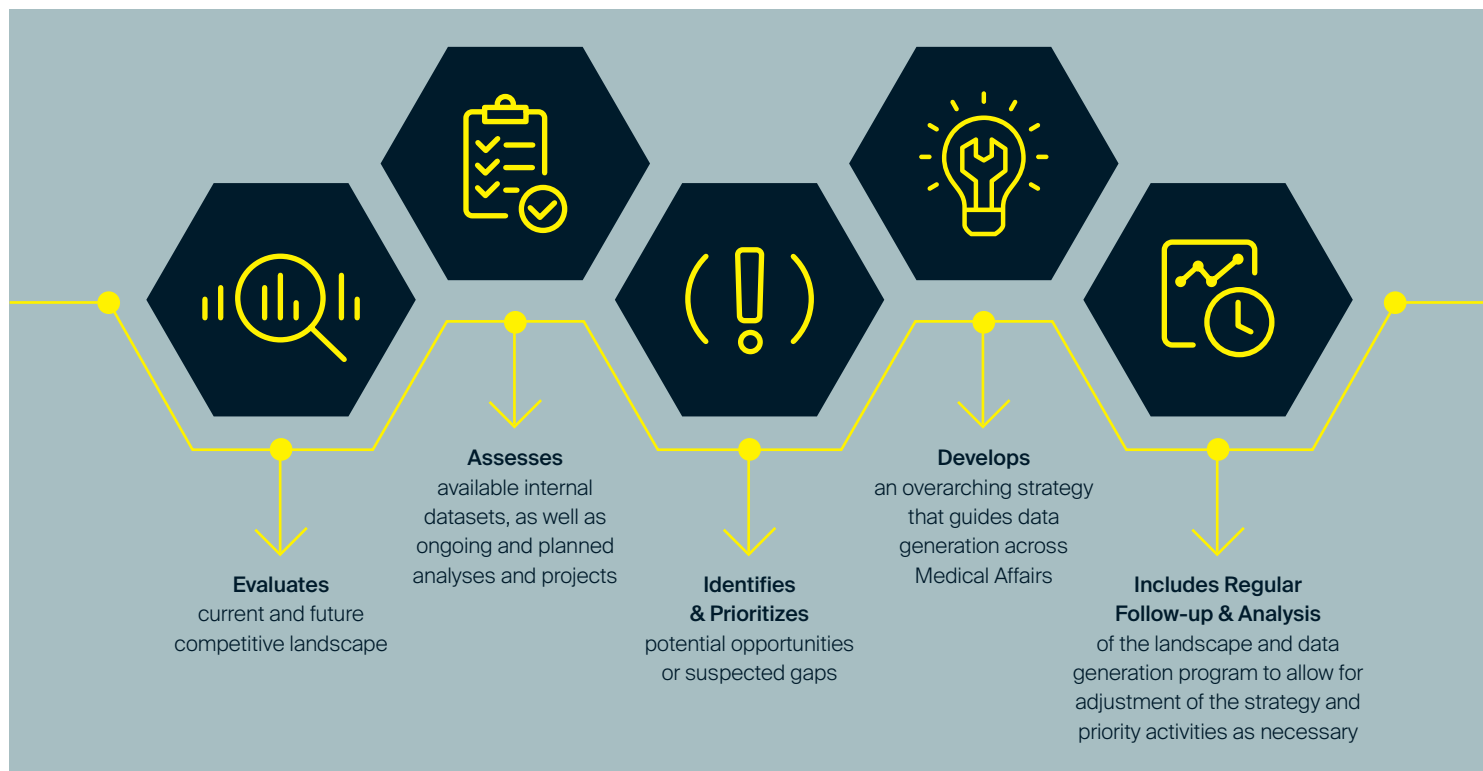 Evaluates
current and future
competitive landscape
Assesses
available internal
datasets, as well as
ongoing and planned
analyses and projects
Identifies
& Prioritizes
potential opportunities
or suspected gaps
Develops
an overarching strategy
that guides data
generation across
Medical Affairs
Includes Regular
Follow-up & Analysis
of the landscape and data
generation program to allow for
adjustment of the strategy and
priority activities as necessary